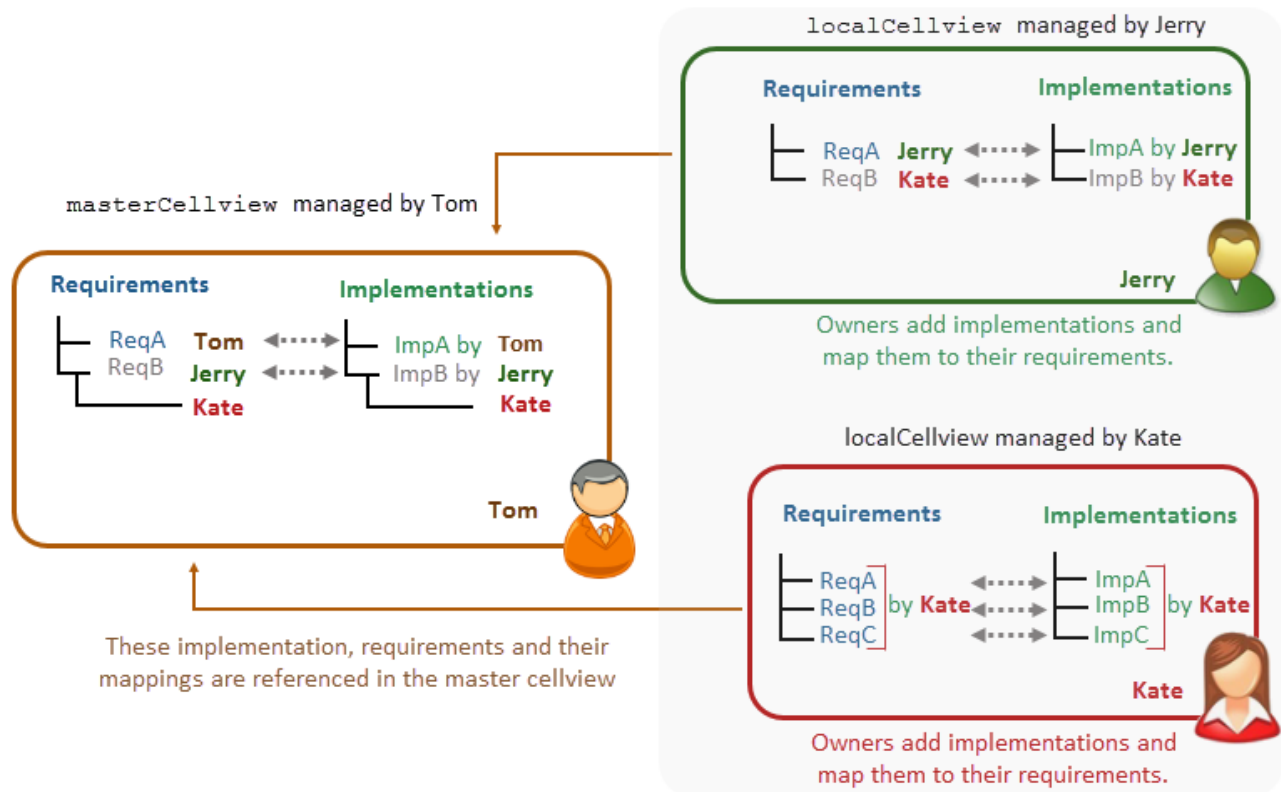 localCellview managed by Jerry
Requirements Implementations
ReqA Jerry ImpA by Jerry
ReqB Kate ImpB by Kate
Jerry
Owners add implementations and
map them to their requirements.
masterCellview managed by Tom
Requirements Implementations
ReqA Tom ImpA by Tom
ReqB Jerry ImpB by Jerry
Kate Kate
Tom
These implementation, requirements and their
mappings are referenced in the master cellview
localCellview managed by Kate
Requirements Implementations
ReqA ImpA
ReqB by Kate ImpB by Kate
ReqC ImpC
Kate
Owners add implementations and
map them to their requirements.